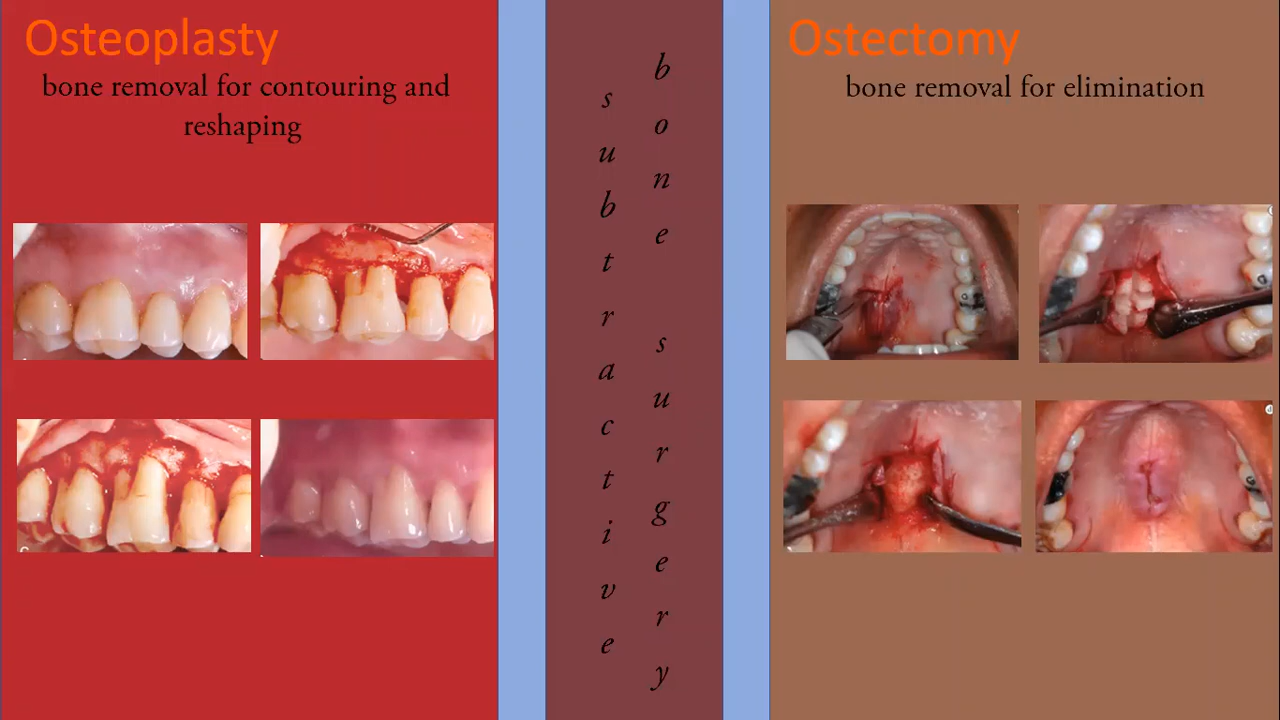 Osteoplasty
bone removal for contouring and
reshaping
subtractive
bone surgery
Ostectomy
bone removal for elimination